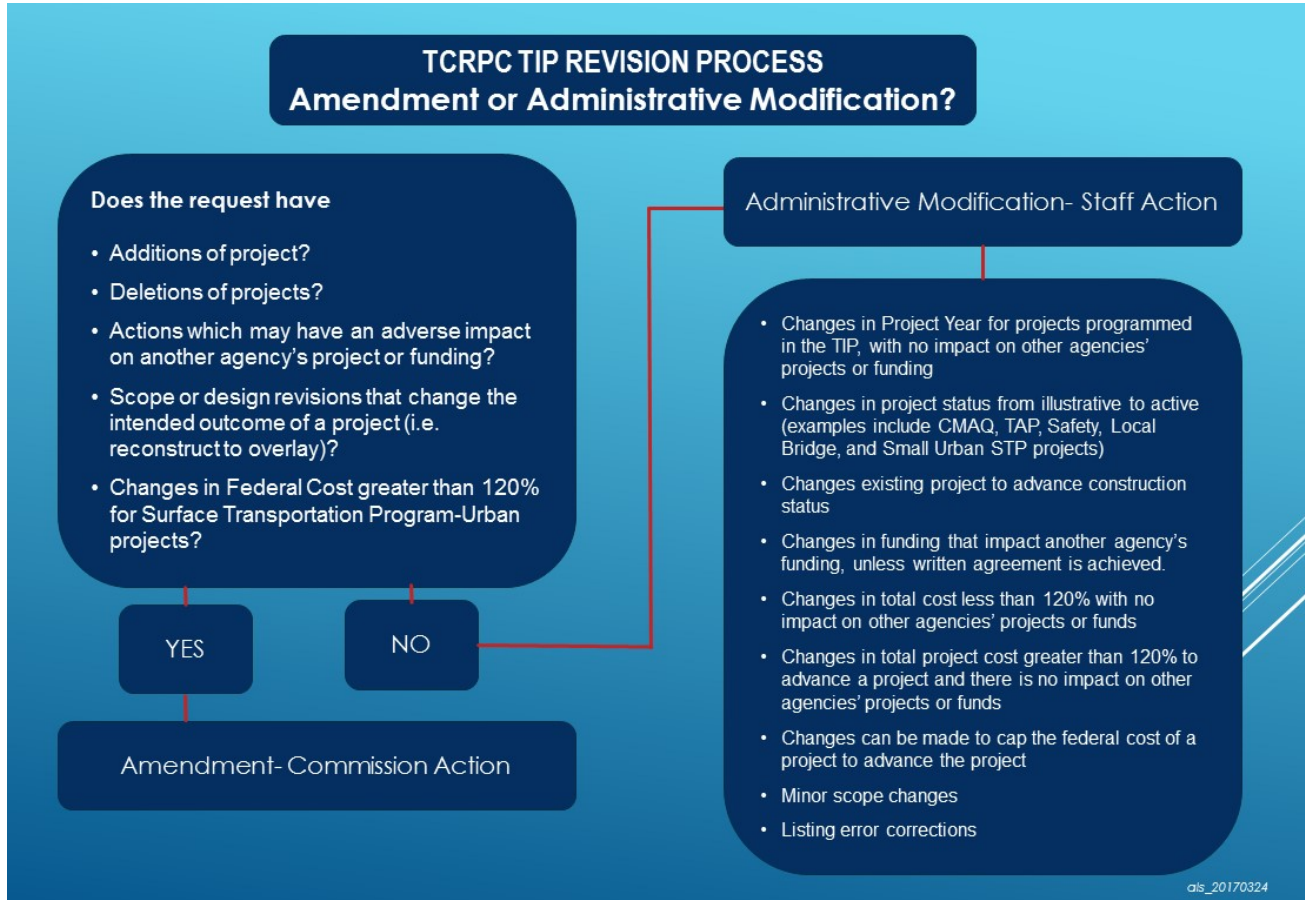 TCRPC TIP REVISION PROCESS
Amendment or Administrative Modification?
Does the request have
• Additions of project?
• Deletions of projects?
• Actions which may have an adverse impact
on another agency's project or funding?
• Scope or design revisions that change the
intended outcome of a project (i.e.
reconstruct to overlay)?
• Changes in Federal Cost greater than 120%
for Surface Transportation Program-Urban
projects?
YES
NO
Amendment- Commission Action
Administrative Modification- Staff Action
• Changes in Project Year for projects programmed
in the TIP, with no impact on other agencies'
projects or funding
• Changes in project status from illustrative to active
(examples include CMAQ, TAP, Safety, Local
Bridge, and Small Urban STP projects)
• Changes existing project to advance construction
status
• Changes in funding that impact another agency's
funding, unless written agreement is achieved.
• Changes in total cost less than 120% with no
impact on other agencies' projects or funds
• Changes in total project cost greater than 120% to
advance a project and there is no impact on other
agencies' projects or funds
• Changes can be made to cap the federal cost of a
project to advance the project
• Minor scope changes
• Listing error corrections
als_20170324